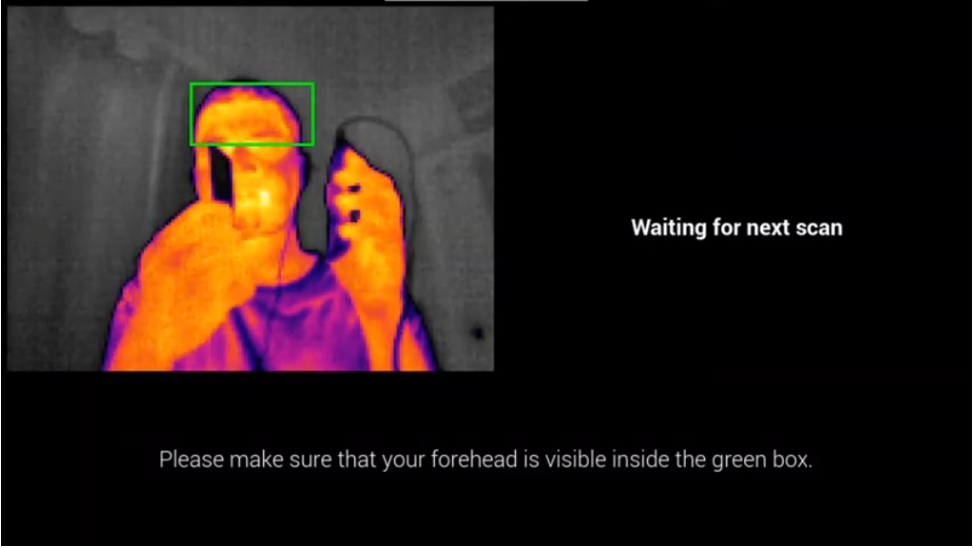 Waiting for next scan
Please make sure that your forehead is visible inside the green box.